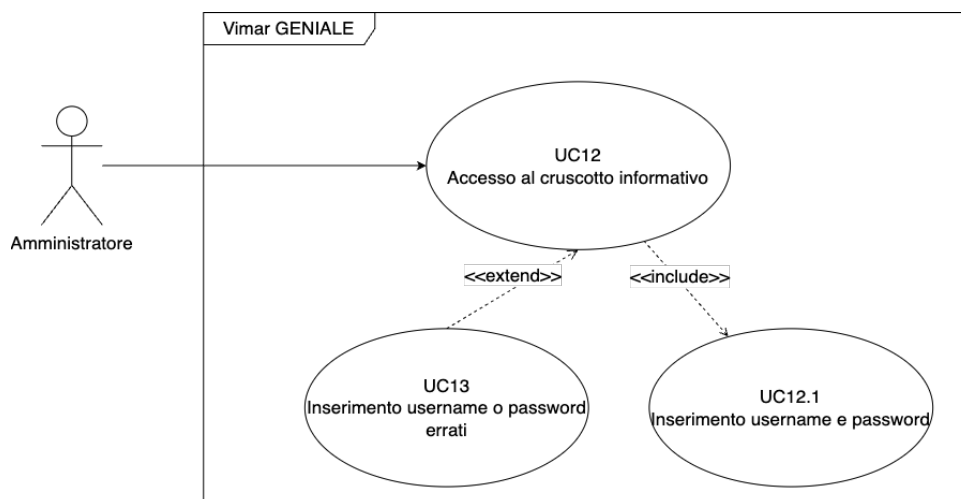 Vimar GENIALE
UC12
Accesso al cruscotto informativo
Amministratore
<<extend>>
<<include>>
UC13
Inserimento username o password
errati
UC12.1
Inserimento username e password